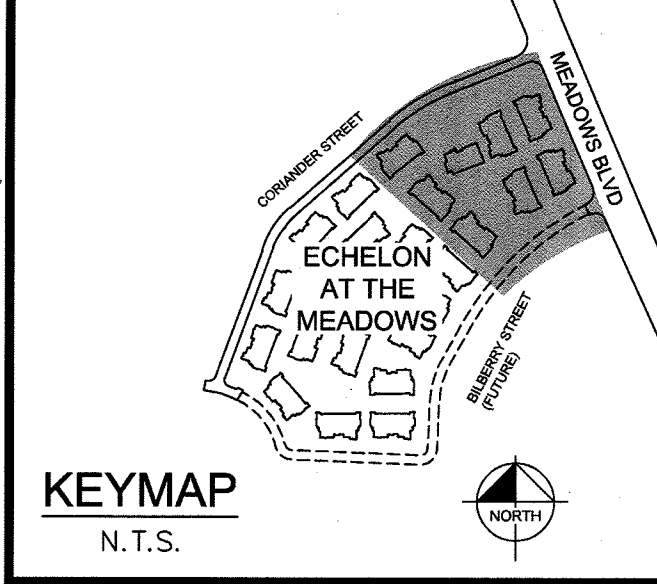 MEADOWS BLVD
CORIANDER STREET
ECHELON
AT THE
MEADOWS
BILBERRY STREET
(FUTURE)
KEYMAP
N.T.S.
NORTH